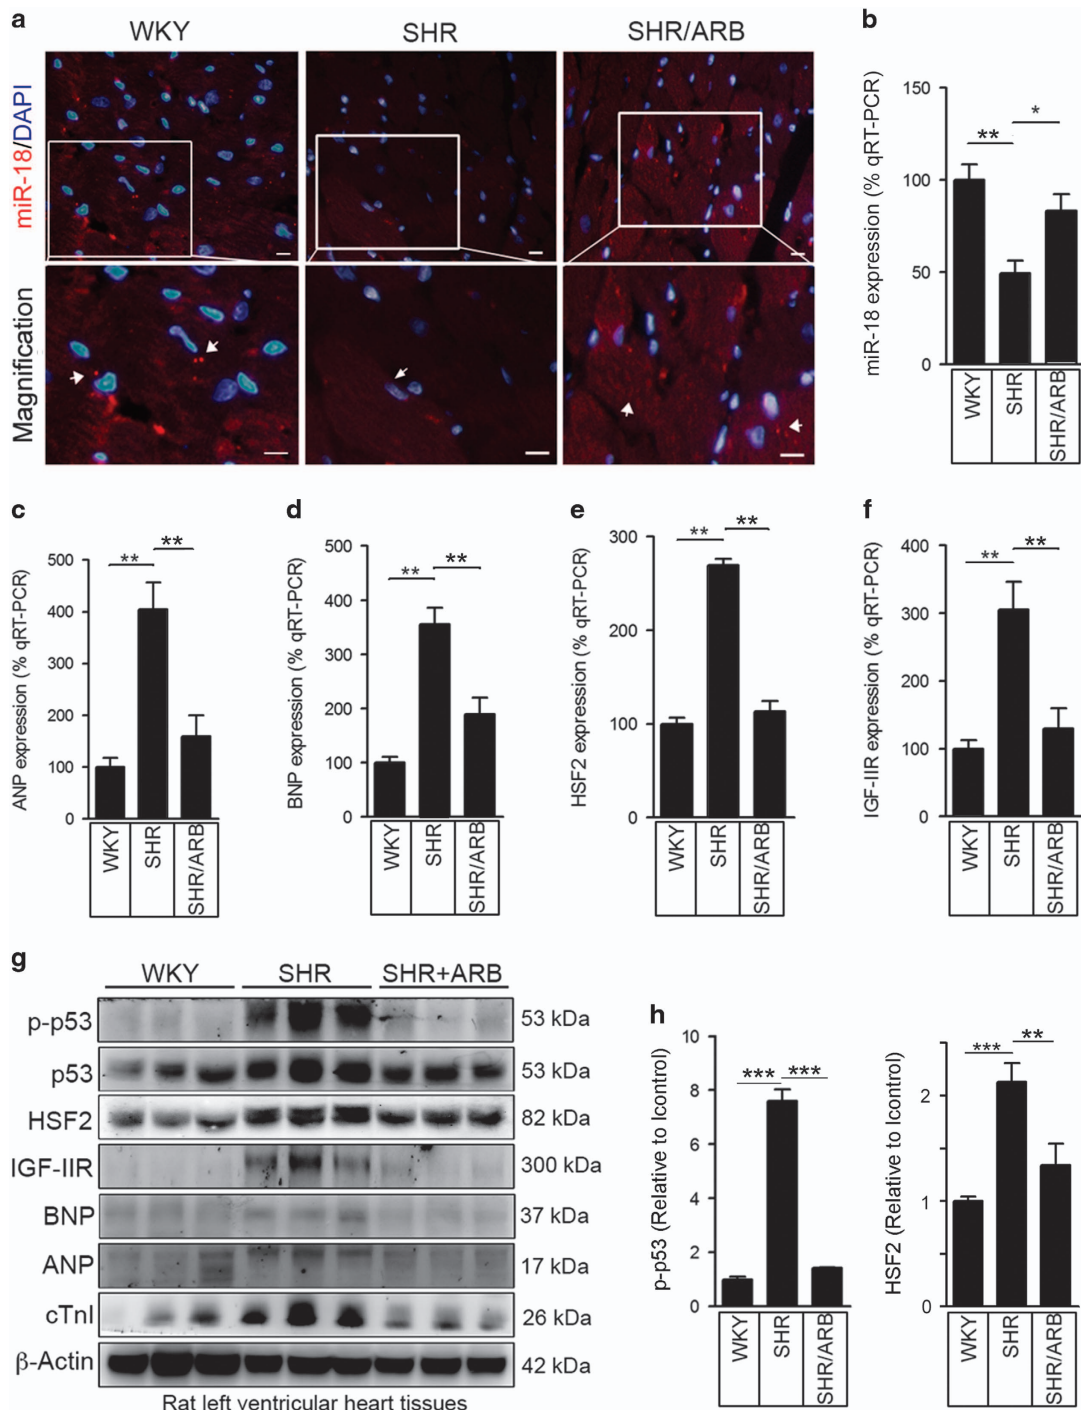 a
WKY
SHR
SHR/ARB
miR-18/DAPI
Magnification
b
miR-18 expression (% qRT-PCR)
150
100
50
0
**
*
WKY
SHR
SHR/ARB
c
ANP expression (% qRT-PCR)
500
400
300
200
100
0
**
**
WKY
SHR
SHR/ARB
d
BNP expression (% qRT-PCR)
500
400
300
200
100
0
**
**
WKY
SHR
SHR/ARB
e
HSF2 expression (% qRT-PCR)
300
200
100
0
**
**
WKY
SHR
SHR/ARB
f
IGF-IIR expression (% qRT-PCR)
400
300
200
100
0
**
**
WKY
SHR
SHR/ARB
g
WKY
SHR
SHR+ARB
p-p53
53 kDa
p53
53 kDa
HSF2
82 kDa
IGF-IIR
300 kDa
BNP
37 kDa
ANP
17 kDa
cTnI
26 kDa
β-Actin
42 kDa
Rat left ventricular heart tissues
h
p-p53 (Relative to lcontrol)
10
8
6
4
2
0
***
***
WKY
SHR
SHR/ARB
HSF2 (Relative to lcontrol)
2
1
0
***
**
WKY
SHR
SHR/ARB